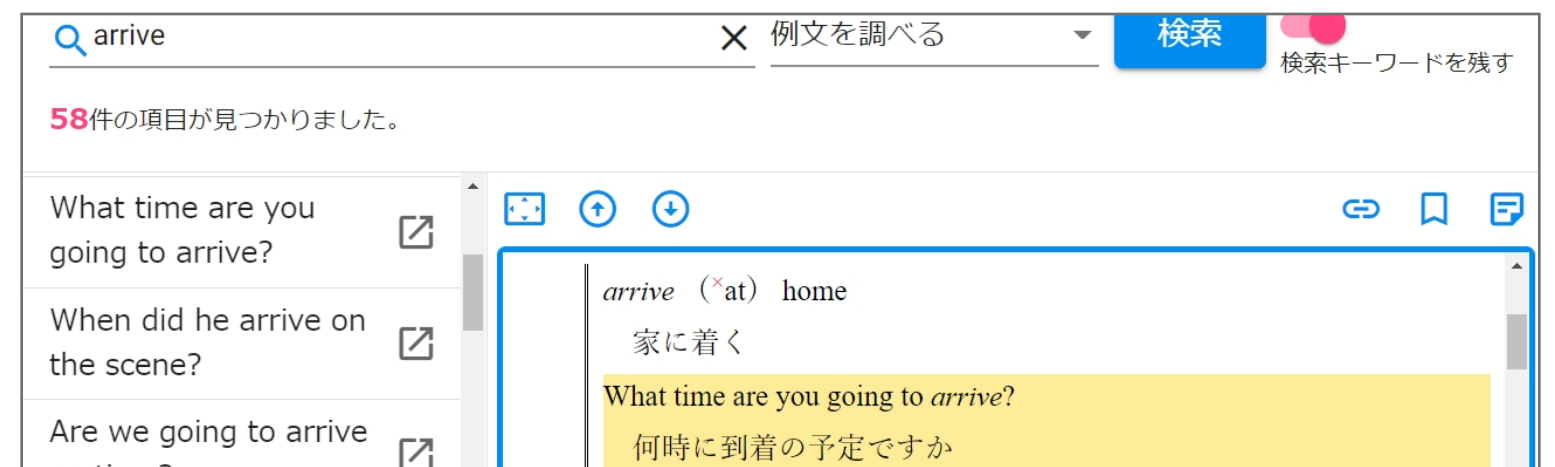 arrive
例文を調べる
検索
検索キーワードを残す
58件の項目が見つかりました。
What time are you
going to arrive?
When did he arrive on
the scene?
Are we going to arrive
arrive （×at） home
家に着く
What time are you going to arrive?
何時に到着の予定ですか